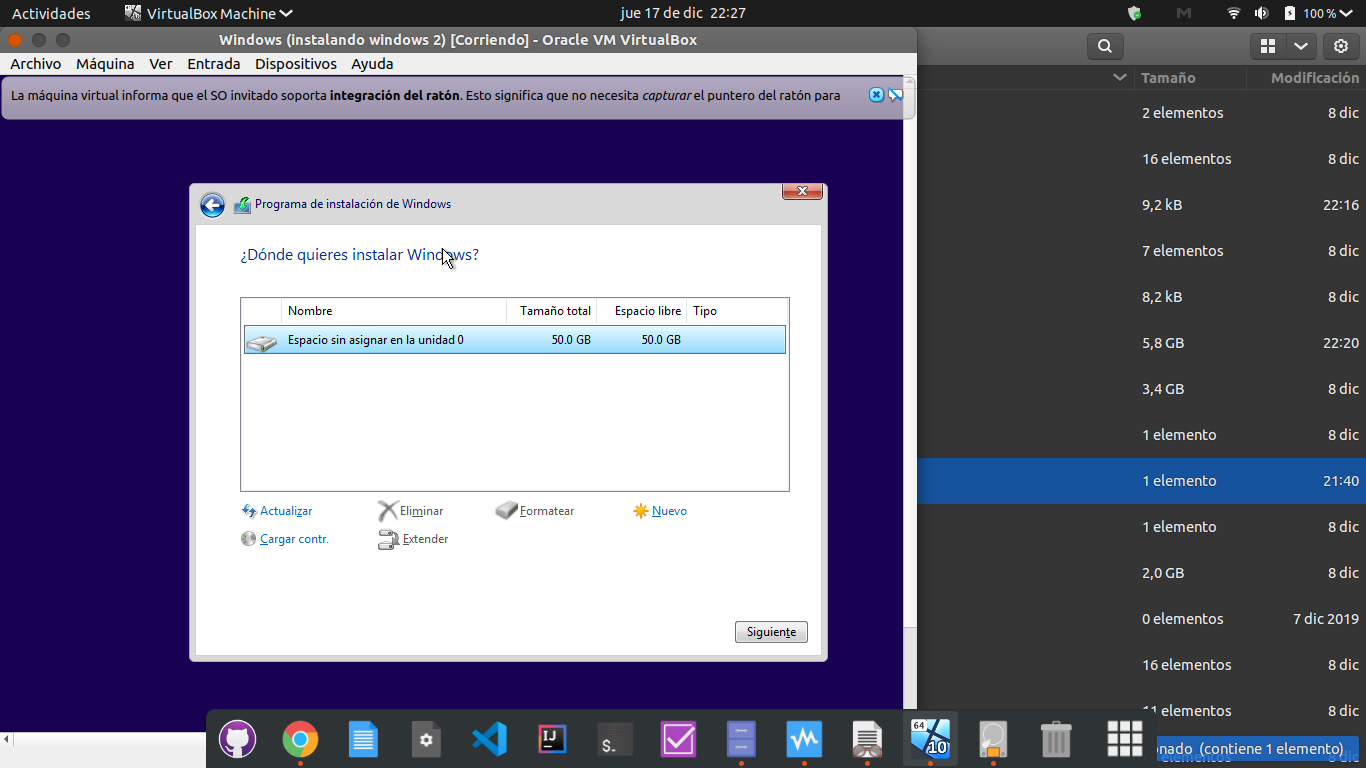 Actividades VirtualBox Machine jue 17 de dic 22:27 100 %
Windows (instalando windows 2) [Corriendo] - Oracle VM VirtualBox
Archivo Máquina Ver Entrada Dispositivos Ayuda
La máquina virtual informa que el SO invitado soporta integración del ratón. Esto significa que no necesita capturar el puntero del ratón para
Programa de instalación de Windows
¿Dónde quieres instalar Windows?
Nombre Tamaño total Espacio libre Tipo
Espacio sin asignar en la unidad 0 50.0 GB 50.0 GB
Actualizar Eliminar Formatear Nuevo
Cargar contr. Extender
Siguiente
Tamaño Modificación
2 elementos 8 dic
16 elementos 8 dic
9,2 kB 22:16
7 elementos 8 dic
8,2 kB 8 dic
5,8 GB 22:20
3,4 GB 8 dic
1 elemento 8 dic
1 elemento 21:40
1 elemento 8 dic
2,0 GB 8 dic
0 elementos 7 dic 2019
16 elementos 8 dic
11 elementos 8 dic
onado (contiene 1 elemento)
64
10
IJ
$_